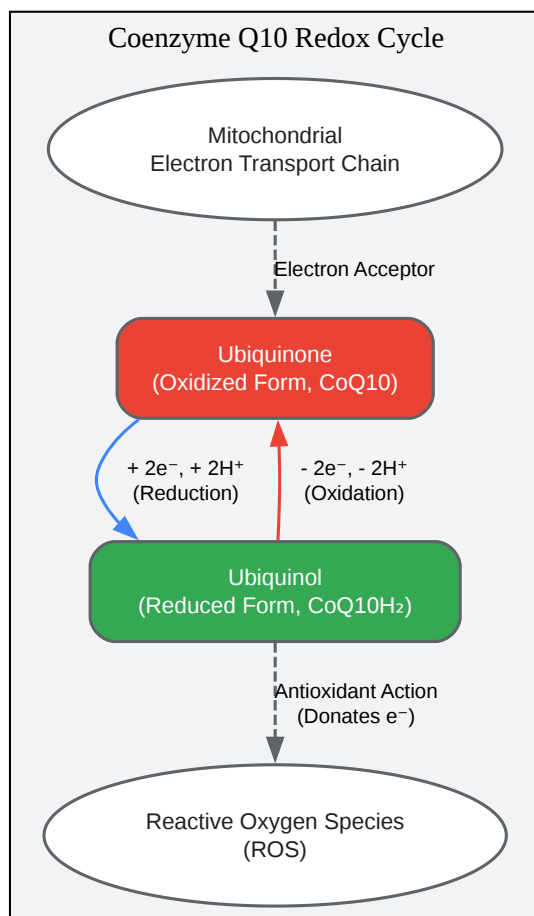 Coenzyme Q10 Redox Cycle
Mitochondrial
Electron Transport Chain
Electron Acceptor
Ubiquinone
(Oxidized Form, CoQ10)
+ 2e⁻, + 2H⁺
(Reduction)
- 2e⁻, - 2H⁺
(Oxidation)
Ubiquinol
(Reduced Form, CoQ10H₂)
Antioxidant Action
(Donates e⁻)
Reactive Oxygen Species
(ROS)